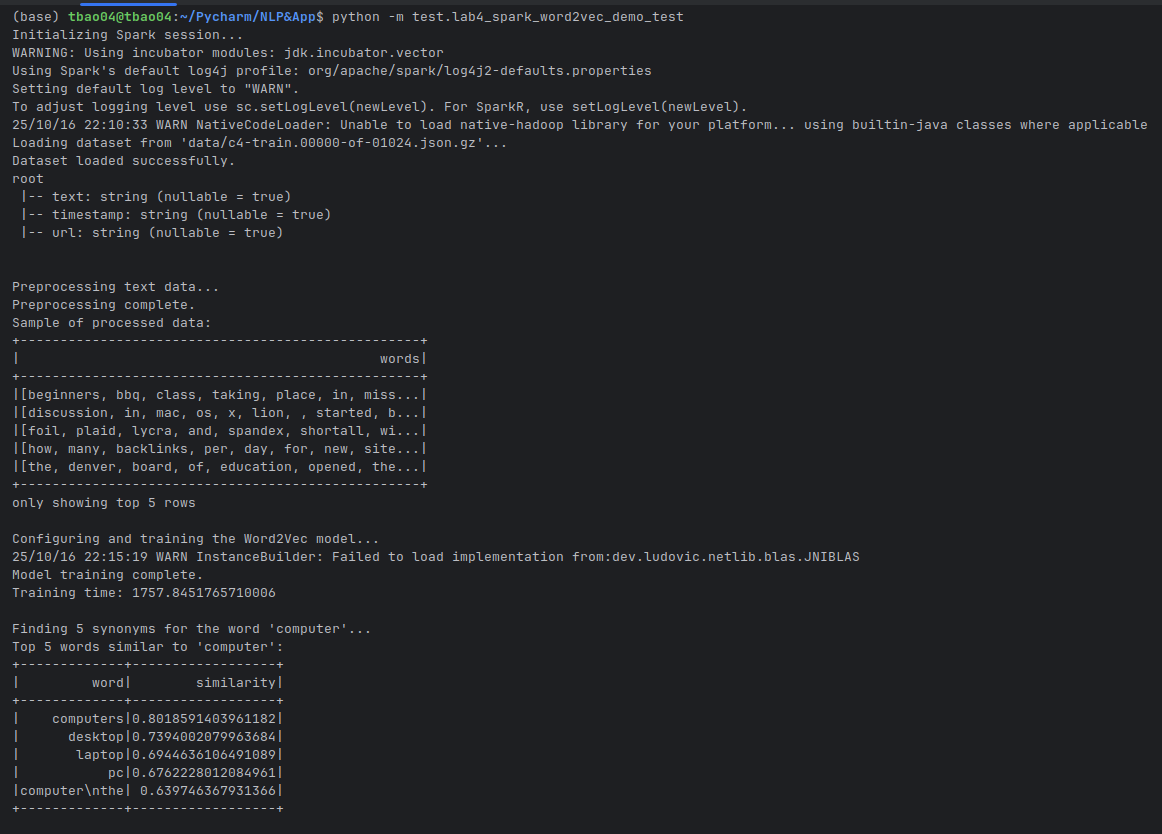 (base) tbao04@tbao04:~/Pycharm/NLP&App$ python -m test.lab4_spark_word2vec_demo_test
Initializing Spark session...
WARNING: Using incubator modules: jdk.incubator.vector
Using Spark's default log4j profile: org/apache/spark/log4j2-defaults.properties
Setting default log level to "WARN".
To adjust logging level use sc.setLogLevel(newLevel). For SparkR, use setLogLevel(newLevel).
25/10/16 22:10:33 WARN NativeCodeLoader: Unable to load native-hadoop library for your platform... using builtin-java classes where applicable
Loading dataset from 'data/c4-train.00000-of-01024.json.gz'...
Dataset loaded successfully.
root
 |-- text: string (nullable = true)
 |-- timestamp: string (nullable = true)
 |-- url: string (nullable = true)

Preprocessing text data...
Preprocessing complete.
Sample of processed data:
+--------------------------------------------------+
|                                             words|
+--------------------------------------------------+
|[beginners, bbq, class, taking, place, in, miss...|
|[discussion, in, mac, os, x, lion, , started, b...|
|[foil, plaid, lycra, and, spandex, shortall, wi...|
|[how, many, backlinks, per, day, for, new, site...|
|[the, denver, board, of, education, opened, the...|
+--------------------------------------------------+
only showing top 5 rows

Configuring and training the Word2Vec model...
25/10/16 22:15:19 WARN InstanceBuilder: Failed to load implementation from:dev.ludovic.netlib.blas.JNIBLAS
Model training complete.
Training time: 1757.8451765710006

Finding 5 synonyms for the word 'computer'...
Top 5 words similar to 'computer':
+-------------+------------------+
|         word|        similarity|
+-------------+------------------+
|    computers|0.8018591403961182|
|      desktop|0.7394002079963684|
|       laptop|0.6944636106491089|
|           pc|0.6762228012084961|
|computer\nthe| 0.639746367931366|
+-------------+------------------+